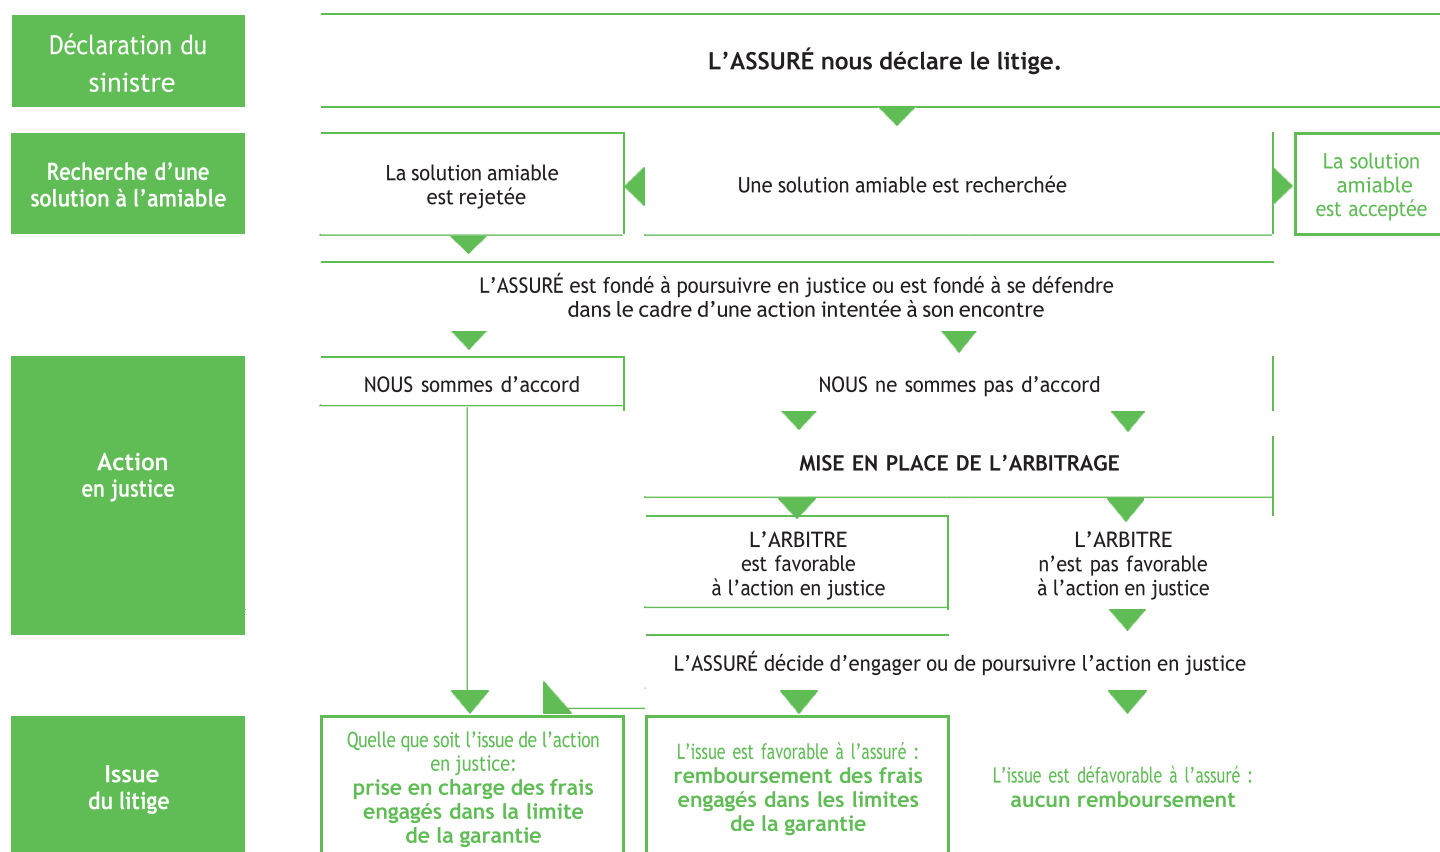 Déclaration du
sinistre
L’ASSURÉ nous déclare le litige.
Recherche d’une
solution à l’amiable
La solution amiable
est rejetée
Une solution amiable est recherchée
La solution
amiable
est acceptée
L’ASSURÉ est fondé à poursuivre en justice ou est fondé à se défendre
dans le cadre d’une action intentée à son encontre
Action
en justice
NOUS sommes d’accord
NOUS ne sommes pas d’accord
MISE EN PLACE DE L’ARBITRAGE
L’ARBITRE
est favorable
à l’action en justice
L’ARBITRE
n’est pas favorable
à l’action en justice
L’ASSURÉ décide d’engager ou de poursuivre l’action en justice
Issue
du litige
Quelle que soit l’issue de l’action
en justice:
prise en charge des frais
engagés dans la limite
de la garantie
L’issue est favorable à l’assuré :
remboursement des frais
engagés dans les limites
de la garantie
L’issue est défavorable à l’assuré :
aucun remboursement